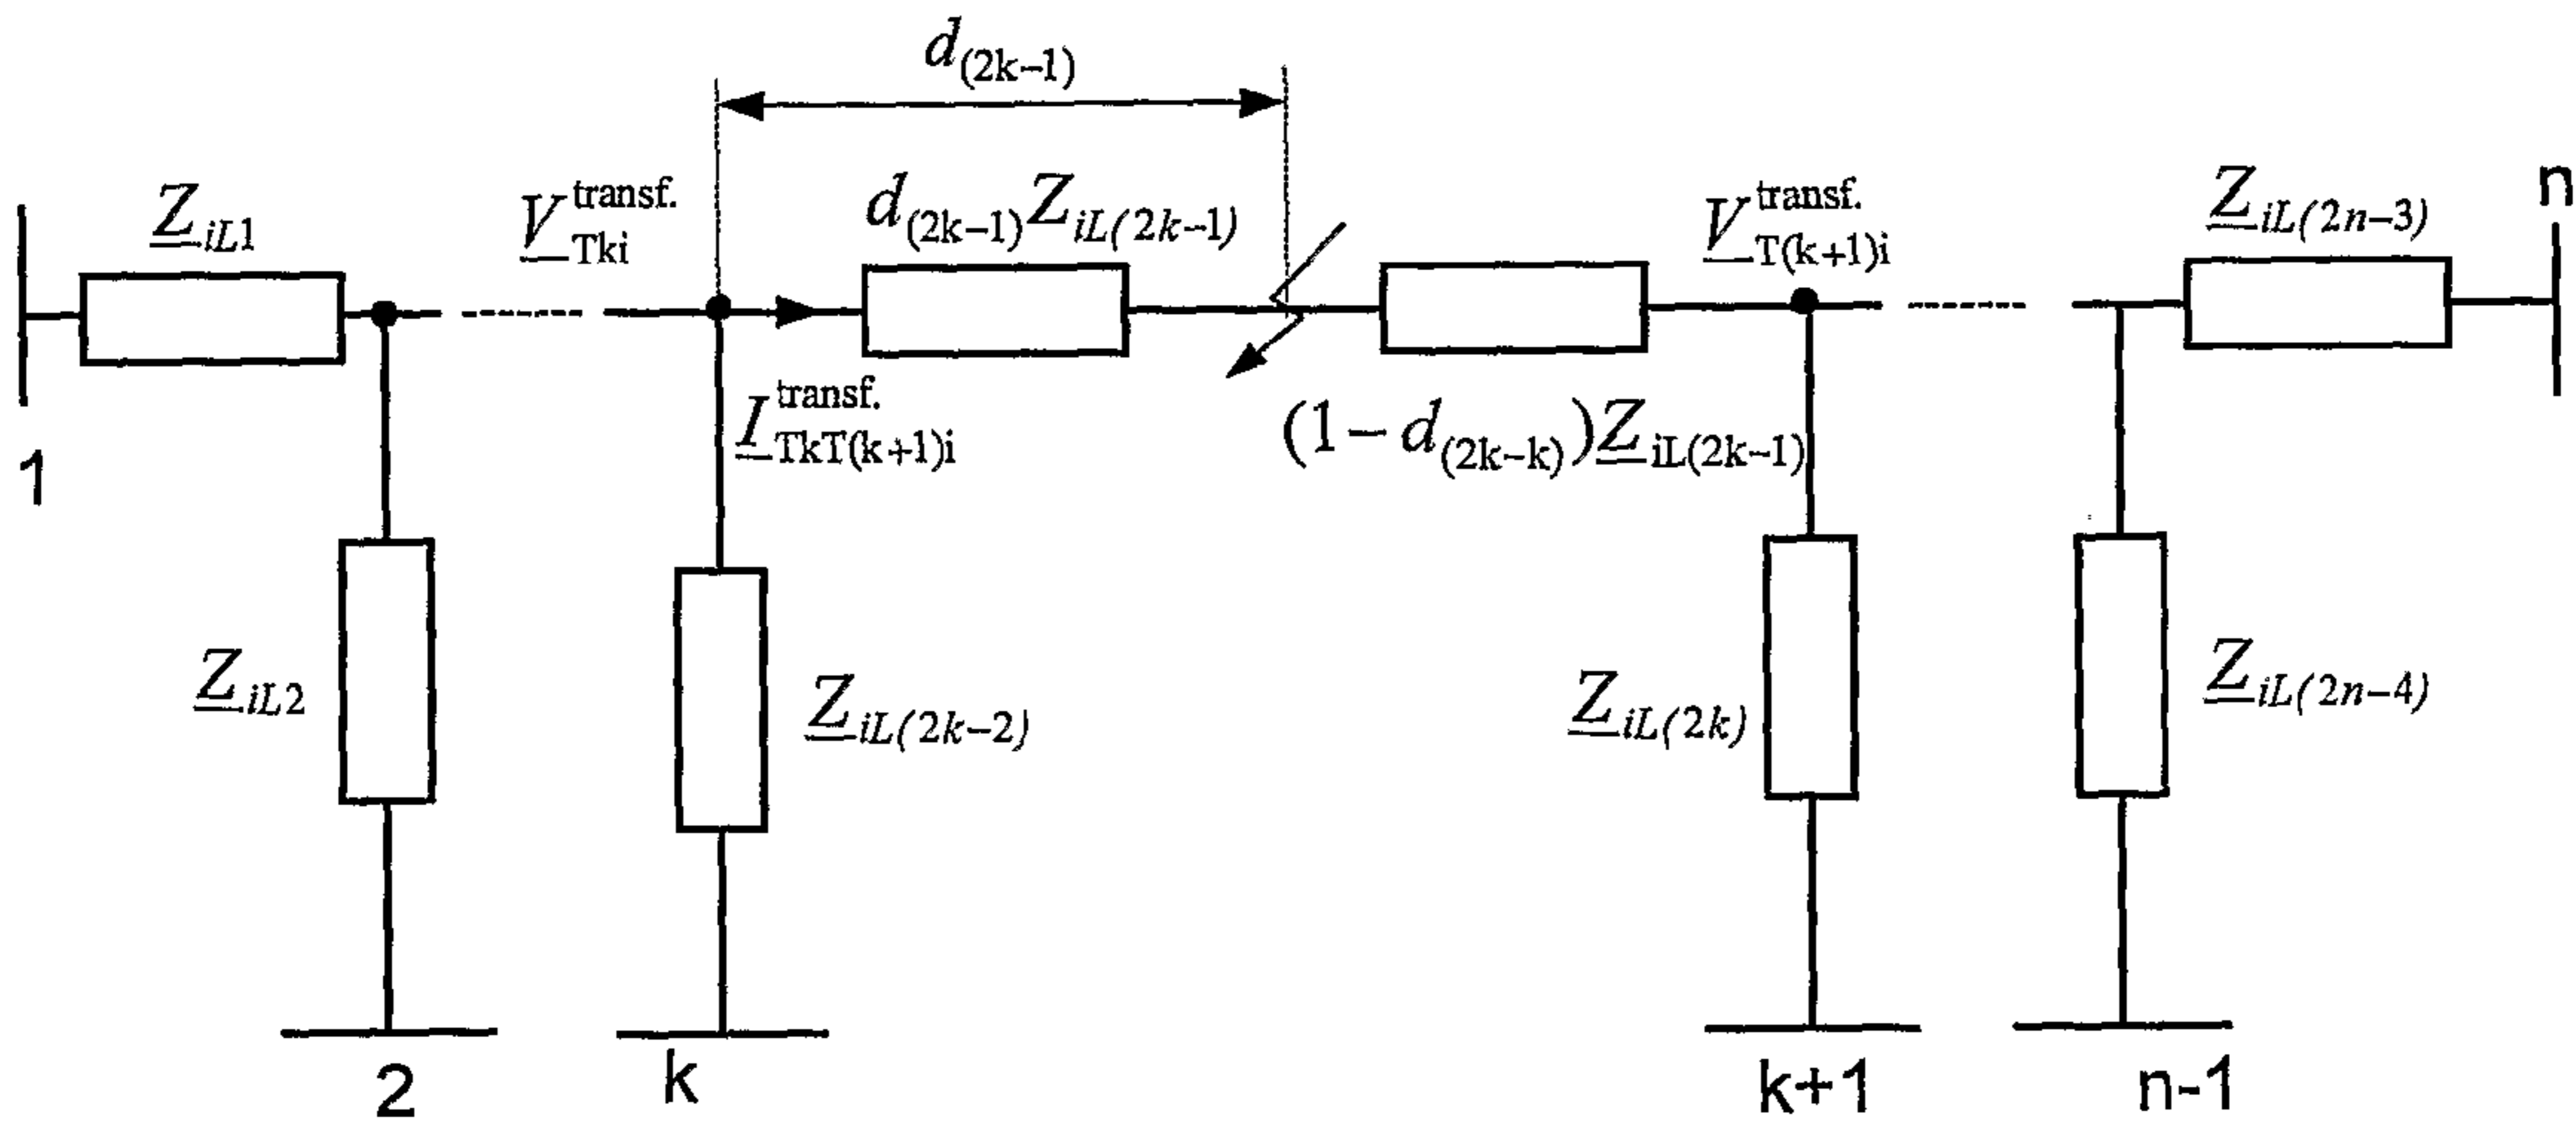 d(2k-1)
Z iL1
V Tki transf.
d(2k-1) Z iL(2k-1)
V T(k+1)i transf.
Z iL(2n-3)
n
I TkT(k+1)i transf.
(1-d(2k-k)) Z iL(2k-1)
1
Z iL2
Z iL(2k-2)
Z iL(2k)
Z iL(2n-4)
2
k
k+1
n-1